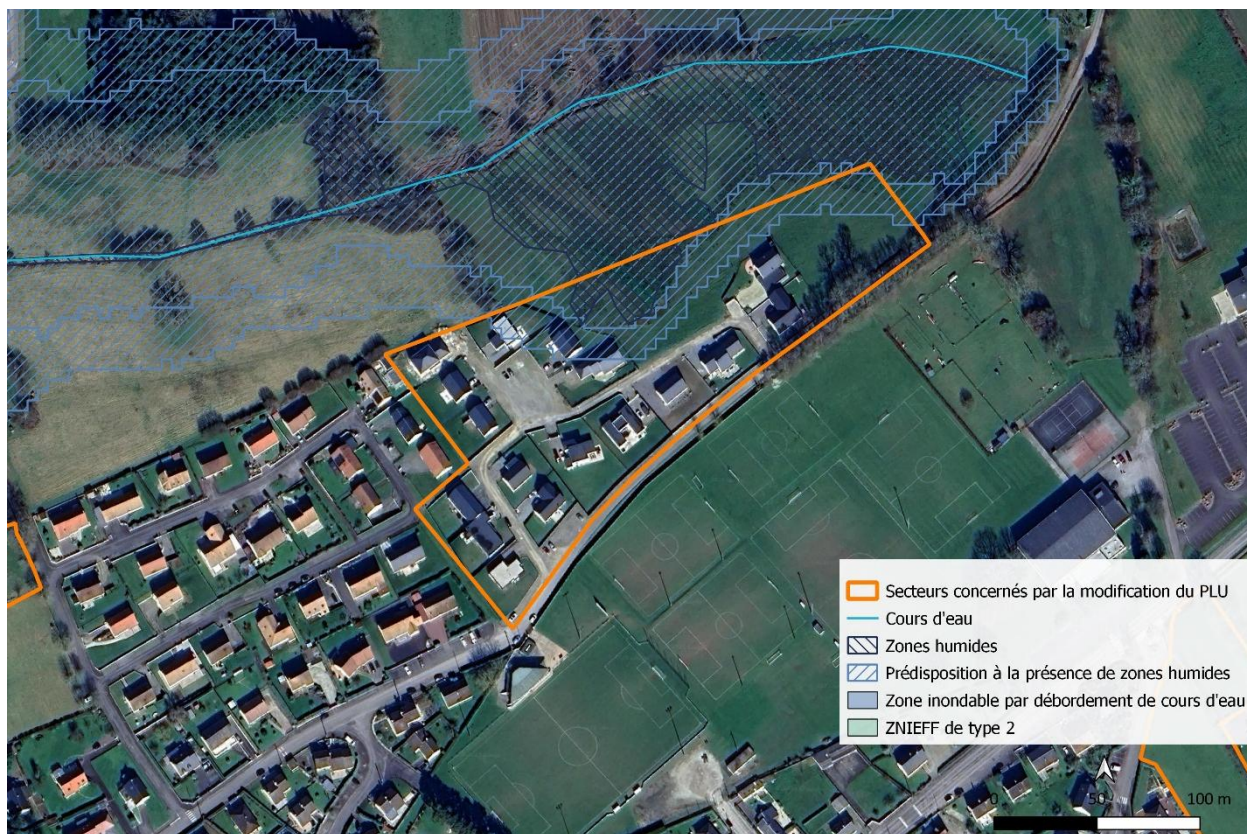 Secteurs concernés par la modification du PLU
Cours d'eau
Zones humides
Prédisposition à la présence de zones humides
Zone inondable par débordement de cours d'eau
ZNIEFF de type 2
0 50 100 m